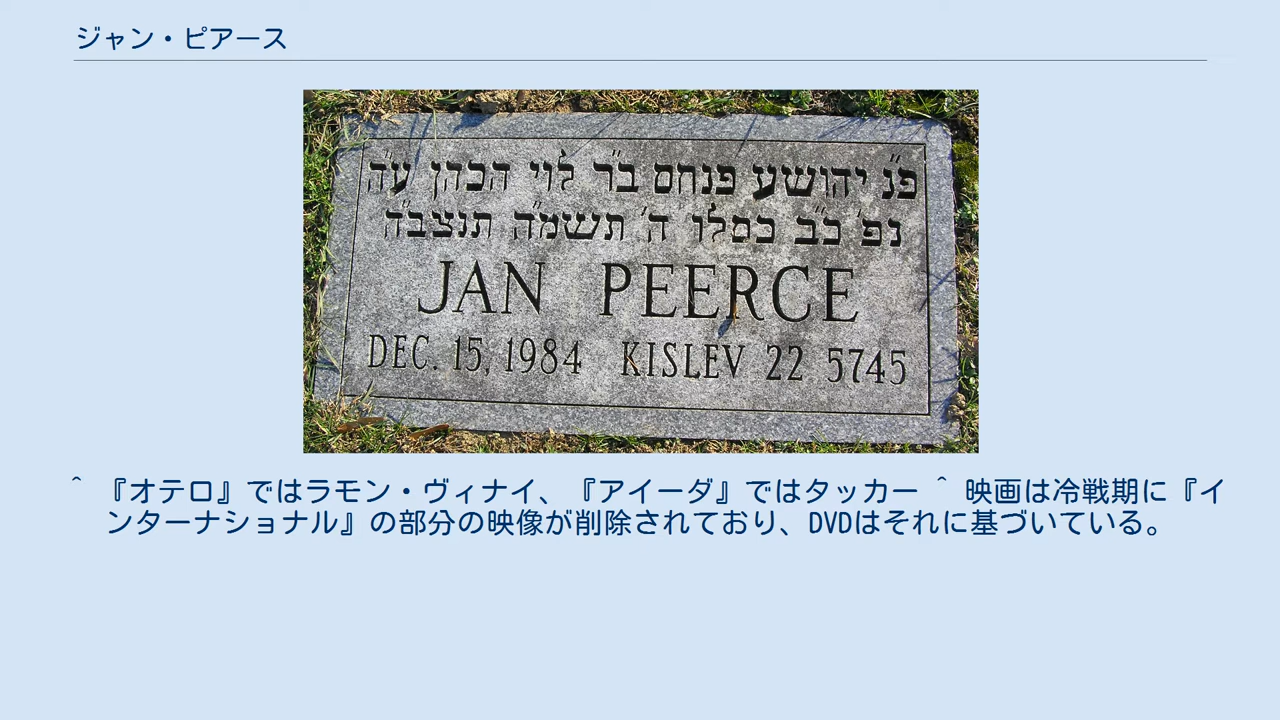 ジャン・ピアース
פ״נ יהושע פנחם ב״ר לוי הכהן ע״ה
נפ׳ כ״ב כסלו ה׳ תשמ״ה תנצב״ה
JAN PEERCE
DEC. 15, 1984 KISLEV 22 5745
^ 『オテロ』ではラモン・ヴィナイ、『アイーダ』ではタッカー ^ 映画は冷戦期に『イ
ンターナショナル』の部分の映像が削除されており、DVDはそれに基づいている。